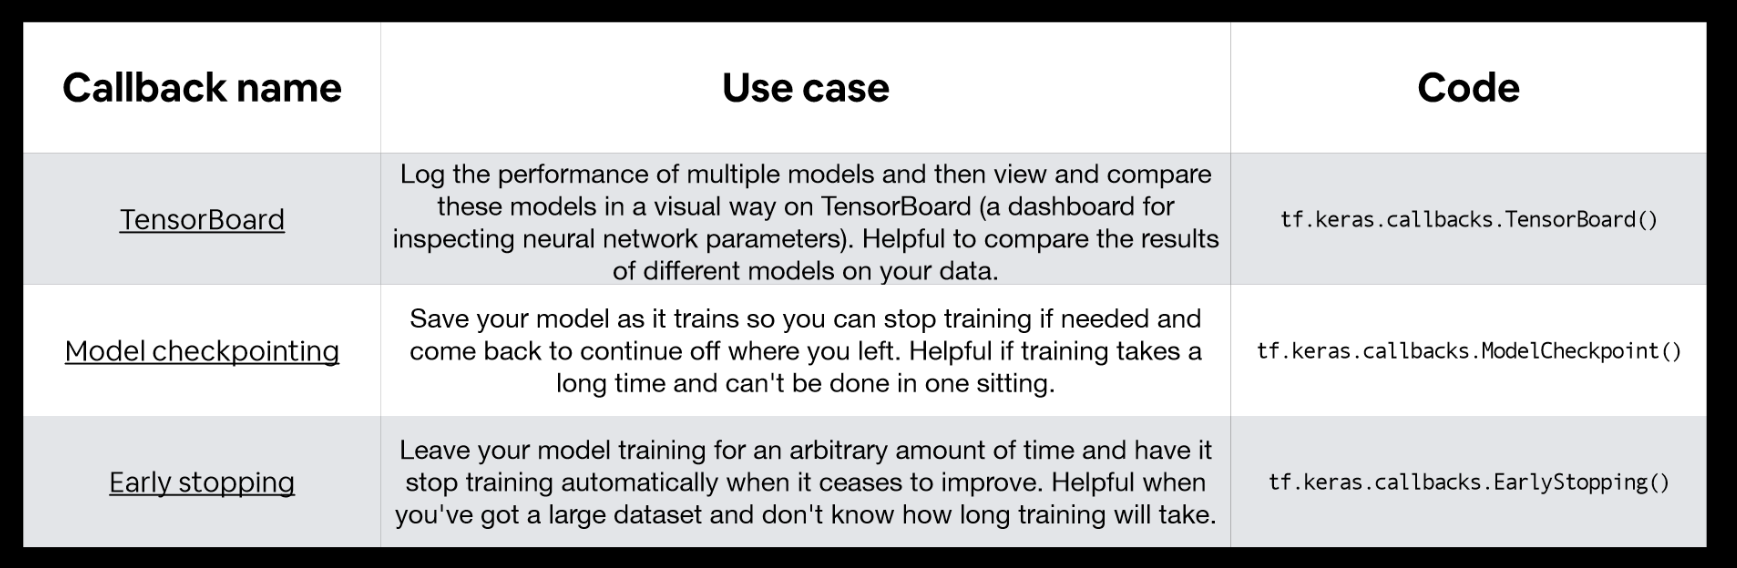 Callback name
Use case
Code
TensorBoard
Log the performance of multiple models and then view and compare
these models in a visual way on TensorBoard (a dashboard for
inspecting neural network parameters). Helpful to compare the results
of different models on your data.
tf.keras.callbacks.TensorBoard()
Model checkpointing
Save your model as it trains so you can stop training if needed and
come back to continue off where you left. Helpful if training takes a
long time and can't be done in one sitting.
tf.keras.callbacks.ModelCheckpoint()
Early stopping
Leave your model training for an arbitrary amount of time and have it
stop training automatically when it ceases to improve. Helpful when
you've got a large dataset and don't know how long training will take.
tf.keras.callbacks.EarlyStopping()